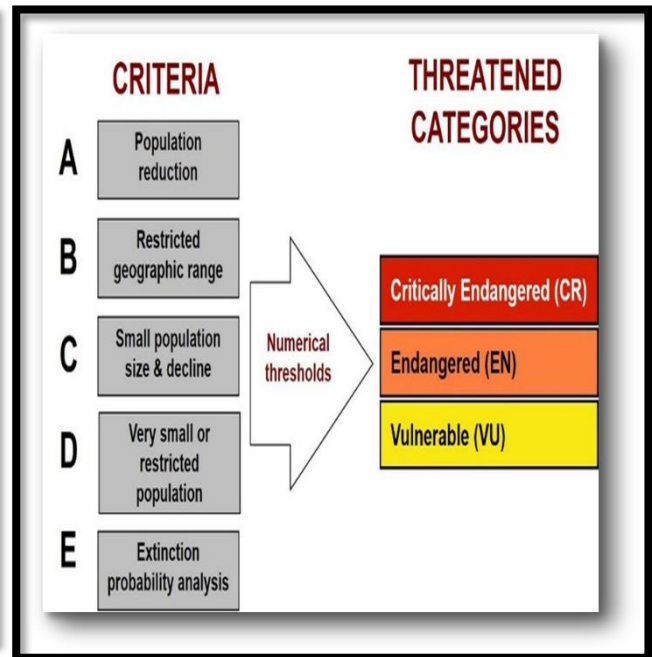 CRITERIA
A
Population
reduction
B
Restricted
geographic range
C
Small population
size & decline
D
Very small or
restricted
population
E
Extinction
probability analysis
Numerical
thresholds
THREATENED
CATEGORIES
Critically Endangered (CR)
Endangered (EN)
Vulnerable (VU)